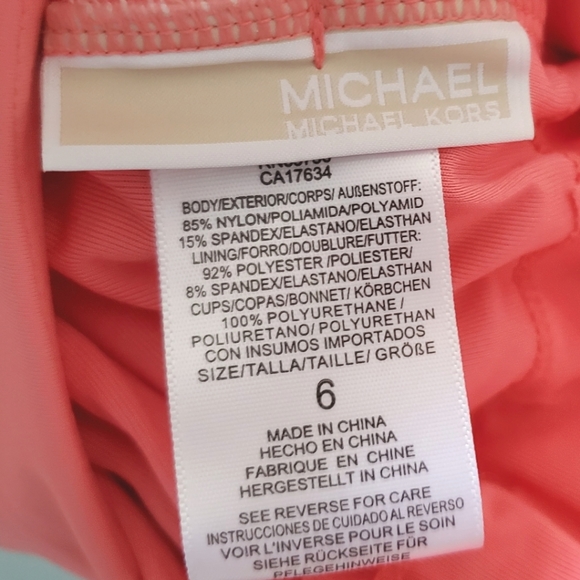 MICHAEL
MICHAEL KORS
CA17634
BODY/EXTERIOR/CORPS/ AUßENSTOFF:
85% NYLON/POLIAMIDA/POLYAMID
15% SPANDEX/ELASTANO/ELASTHAN
LINING/FORRO/DOUBLURE/FUTTER:
92% POLYESTER /POLIESTER/
8% SPANDEX/ELASTANO/ELASTHAN
CUPS/COPAS/BONNET/ KÖRBCHEN
100% POLYURETHANE /
POLIURETANO/ POLYURETHAN
CON INSUMOS IMPORTADOS
SIZE/TALLA/TAILLE/ GRÖßE
6
MADE IN CHINA
HECHO EN CHINA
FABRIQUE EN CHINE
HERGESTELLT IN CHINA
SEE REVERSE FOR CARE
INSTRUCCIONES DE CUIDADO AL REVERSO
VOIR L'INVERSE POUR LE SOIN
SIEHE RÜCKSEITE FÜR
PFLEGEHINWEISE